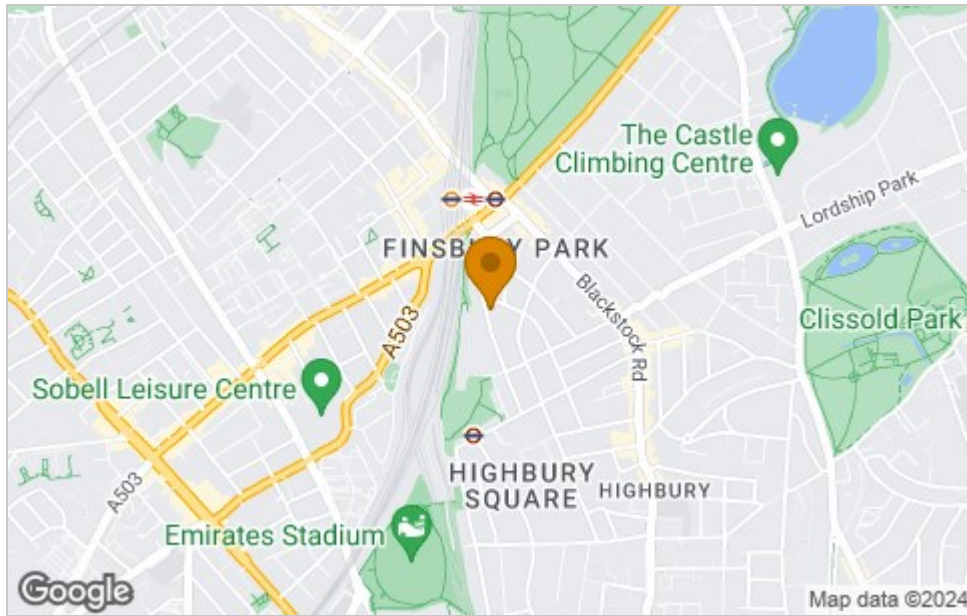 The Castle
Climbing Centre
Lordship Park
FINSBURY PARK
Blackstock Rd
Clissold Park
A503
Sobell Leisure Centre
HIGHBURY
SQUARE
HIGHBURY
A503
Emirates Stadium
Google
Map data ©2024